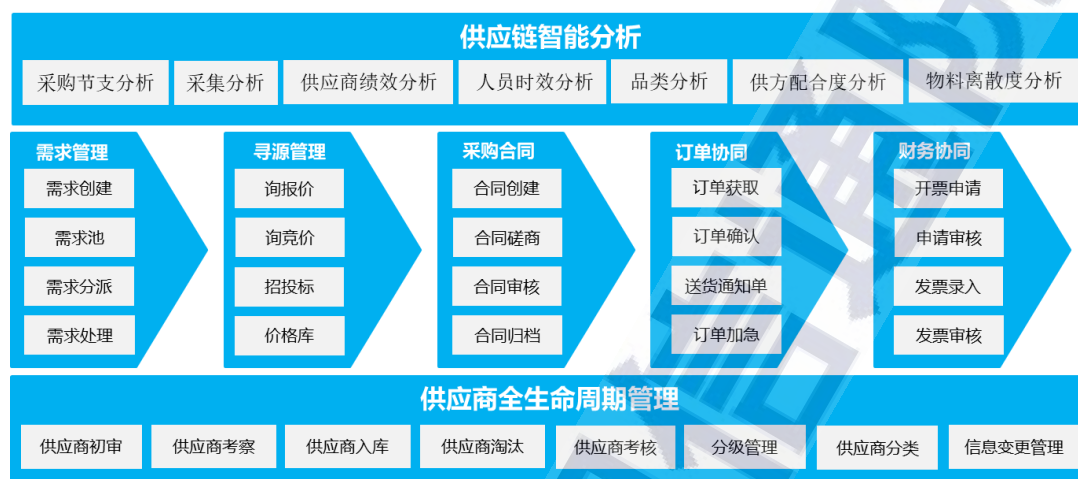 供应链智能分析
采购节支分析 采集分析 供应商绩效分析 人员时效分析 品类分析 供方配合度分析 物料离散度分析
需求管理 寻源管理 采购合同 订单协同 财务协同
需求创建 询报价 合同创建 订单获取 开票申请
需求池 询竞价 合同磋商 订单确认 申请审核
需求分派 招投标 合同审核 送货通知单 发票录入
需求处理 价格库 合同归档 订单加急 发票审核
供应商全生命周期管理
供应商初审 供应商考察 供应商入库 供应商淘汰 供应商考核 分级管理 供应商分类 信息变更管理